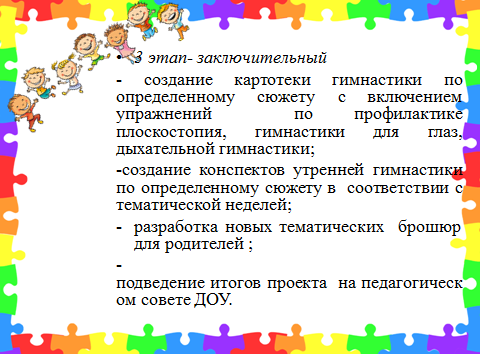 • 3 этап- заключительный
- создание картотеки гимнастики по
определенному сюжету с включением
упражнений по профилактике
плоскостопия, гимнастики для глаз,
дыхательной гимнастики;
-создание конспектов утренней гимнастики
по определенному сюжету в соответствии с
тематической неделей;
- разработка новых тематических брошюр
для родителей ;
-
подведение итогов проекта на педагогическ
ом совете ДОУ.